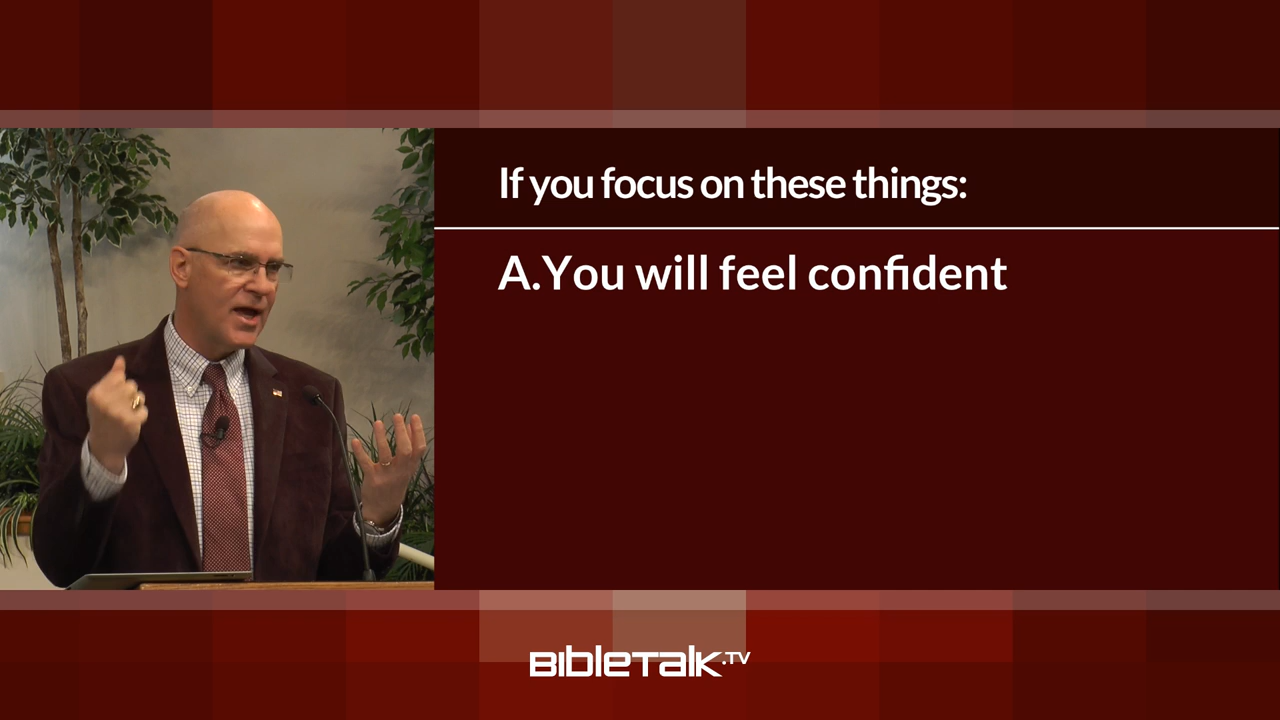 If you focus on these things:
A.You will feel confident
BIBLETALK.TV